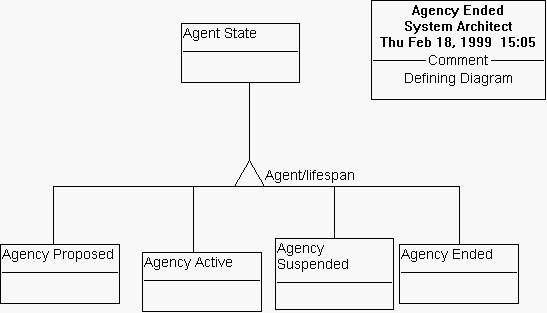 Agent State
Agency Ended
System Architect
Thu Feb 18, 1999 15:05
Comment
Defining Diagram
Agent/lifespan
Agency Proposed
Agency Active
Agency
Suspended
Agency Ended